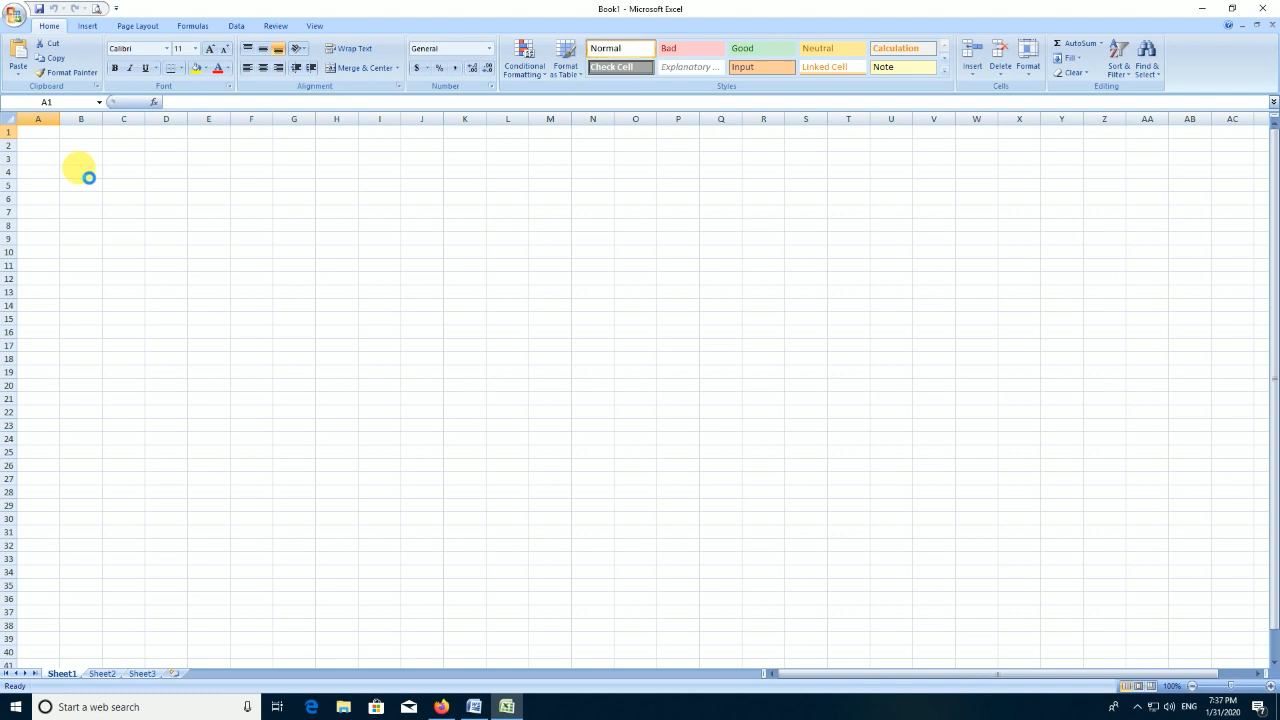 Book1 - Microsoft Excel
Home Insert Page Layout Formulas Data Review View
Cut
Copy
Format Painter
Paste
Clipboard
Calibri 11
B I U
Font
Wrap Text
Merge & Center
Alignment
General
$ % ,
Number
Conditional Formatting
Format as Table
Normal Bad Good Neutral Calculation
Check Cell Explanatory ... Input Linked Cell Note
Styles
Insert Delete Format
Cells
Σ AutoSum
Fill
Clear
Sort & Filter
Find & Select
Editing
A1 fx
A B C D E F G H I J K L M N O P Q R S T U V W X Y Z AA AB AC
1
2
3
4
5
6
7
8
9
10
11
12
13
14
15
16
17
18
19
20
21
22
23
24
25
26
27
28
29
30
31
32
33
34
35
36
37
38
39
40
41
Sheet1 Sheet2 Sheet3
Ready 100%
Start a web search
ENG
7:37 PM
1/31/2020